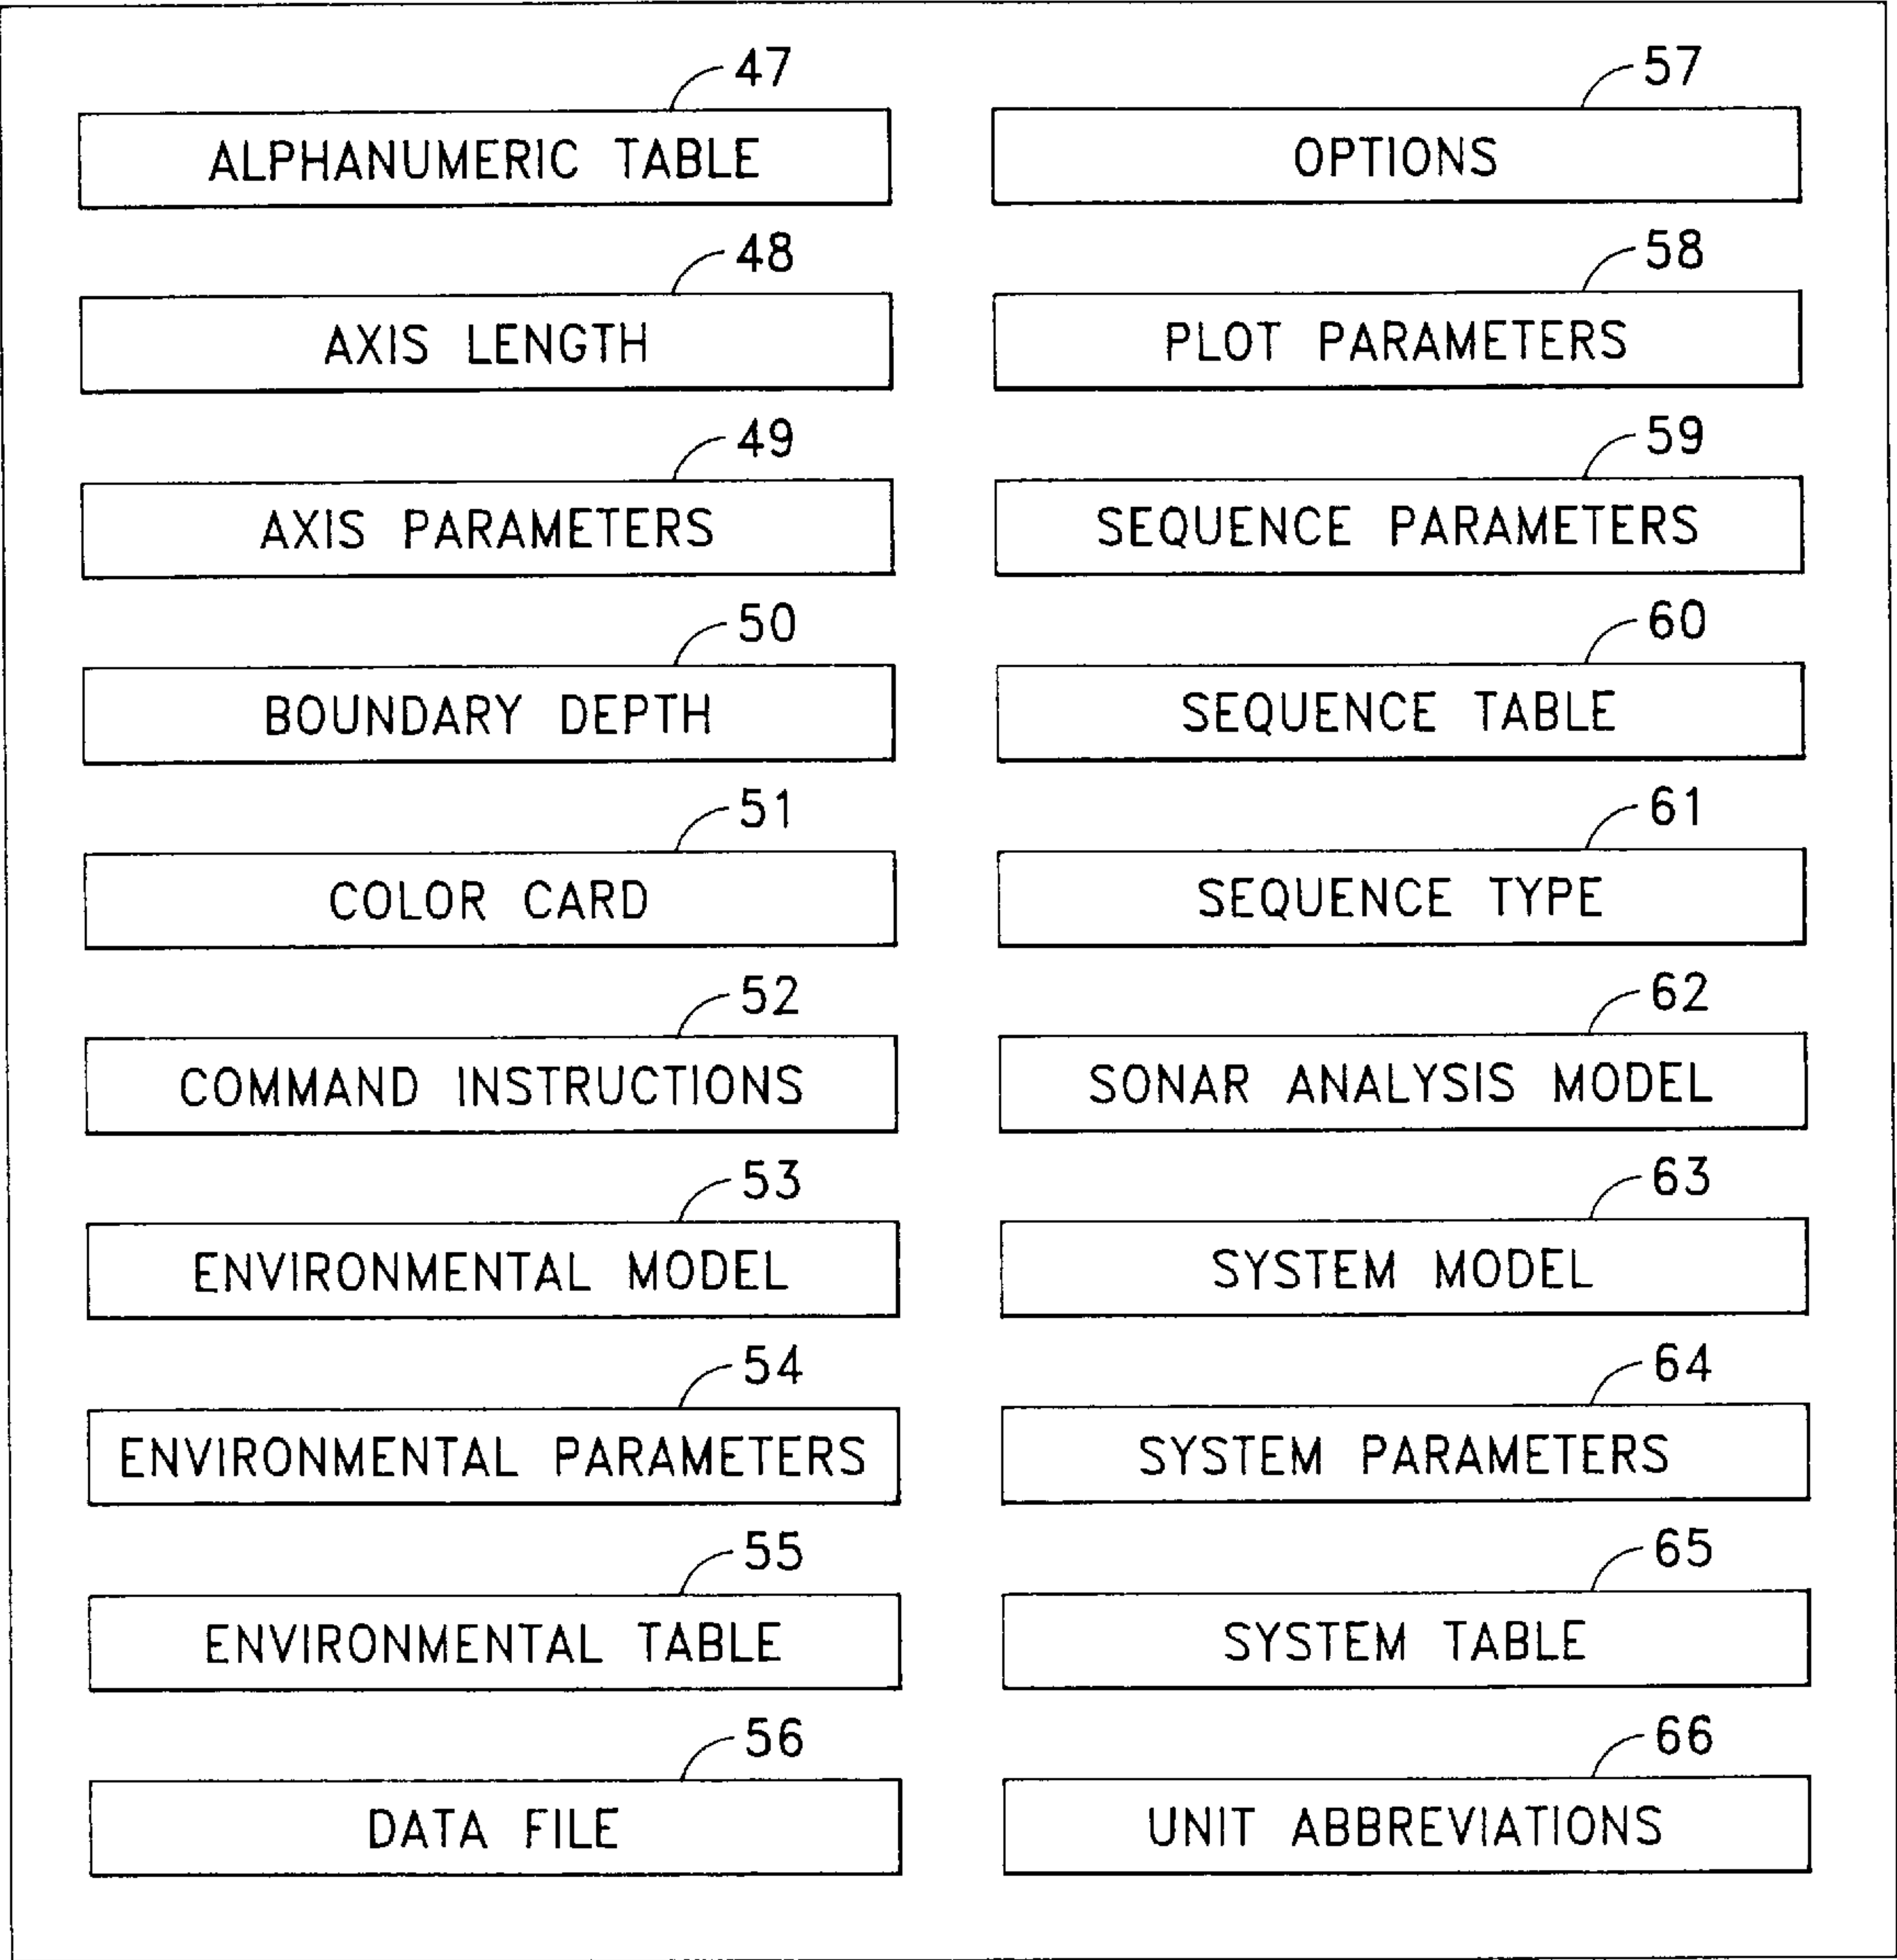 47
ALPHANUMERIC TABLE
48
AXIS LENGTH
49
AXIS PARAMETERS
50
BOUNDARY DEPTH
51
COLOR CARD
52
COMMAND INSTRUCTIONS
53
ENVIRONMENTAL MODEL
54
ENVIRONMENTAL PARAMETERS
55
ENVIRONMENTAL TABLE
56
DATA FILE
57
OPTIONS
58
PLOT PARAMETERS
59
SEQUENCE PARAMETERS
60
SEQUENCE TABLE
61
SEQUENCE TYPE
62
SONAR ANALYSIS MODEL
63
SYSTEM MODEL
64
SYSTEM PARAMETERS
65
SYSTEM TABLE
66
UNIT ABBREVIATIONS